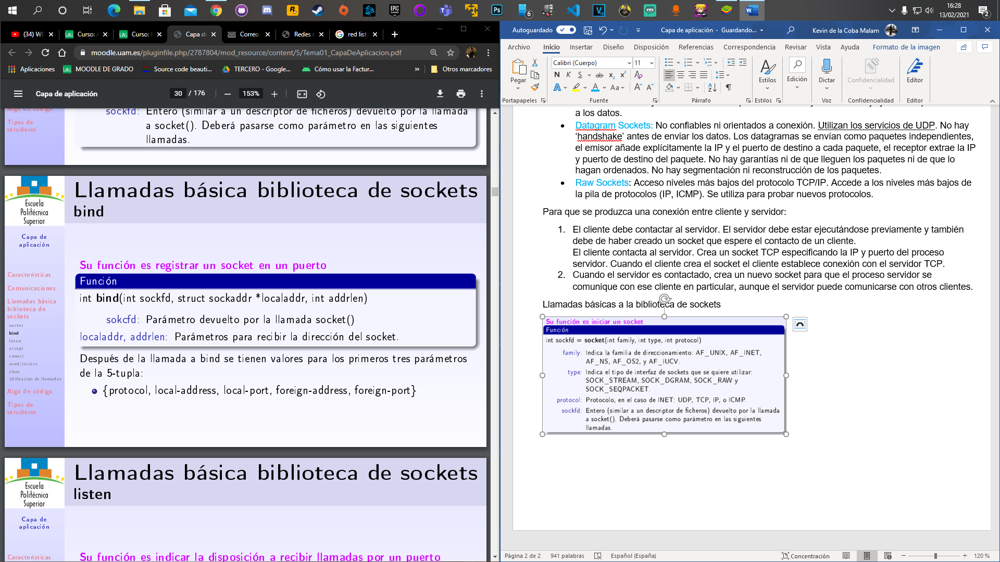 16:28
13/02/2021
6
2
(34) W
Curso: A
Curso:
Capa de
Correo
Redes
red list
moodle.uam.es/pluginfile.php/2787804/mod_resource/content/5/Tema01_CapaDeAplicacion.pdf
Aplicaciones
MOODLE DE GRADO
Source code beauti...
TERCERO - Google...
Cómo usar la Factur...
»
Otros marcadores
Capa de aplicación
30 / 176
153%
Algo de código
Tipos de
servidores
sockfd: Entero (similar a un descriptor de ficheros) devuelto por la llamada
a socket(). Deberá pasarse como parámetro en las siguientes
llamadas.
Escuela
Politécnica
Superior
Llamadas básica biblioteca de sockets
bind
Capa de
aplicación
Características
Comunicaciones
Llamadas básica
biblioteca de
sockets
socket
bind
listen
accept
conect
send/receive
close
Utilización de llamadas
Algo de código
Tipos de
servidores
Su función es registrar un socket en un puerto
Función
int bind(int sockfd, struct sockaddr *localaddr, int addrlen)
sokcfd: Parámetro devuelto por la llamada socket()
localaddr, addrlen: Parámetros para recibir la dirección del socket.
Después de la llamada a bind se tienen valores para los primeros tres parámetros
de la 5-tupla:
{protocol, local-address, local-port, foreign-address, foreign-port}
Escuela
Politécnica
Superior
Llamadas básica biblioteca de sockets
listen
Capa de
aplicación
Características
Su función es indicar la disposición a recibir llamadas por un puerto
Autoguardado
Capa de aplicación - Guardando...
Kevin de la Coba Malam
Archivo
Inicio
Insertar
Diseño
Disposición
Referencias
Correspondencia
Revisar
Vista
Ayuda
Formato de la imagen
Pegar
Calibri (Cuerpo)
11
N K S ab x₂ x²
A A Aa A A
Estilos
Edición
Dictar
Confidencialidad
Editor
Portapapeles
Fuente
Párrafo
Estilos
Voz
Confidencialidad
Editor
a los datos.
• Datagram Sockets: No confiables ni orientados a conexión. Utilizan los servicios de UDP. No hay
‘handshake’ antes de enviar los datos. Los datagramas se envían como paquetes independientes,
el emisor añade explícitamente la IP y el puerto de destino a cada paquete, el receptor extrae la IP
y puerto de destino del paquete. No hay garantías ni de que lleguen los paquetes ni de que lo
hagan ordenados. No hay segmentación ni reconstrucción de los paquetes.
• Raw Sockets: Acceso niveles más bajos del protocolo TCP/IP. Accede a los niveles más bajos de
la pila de protocolos (IP, ICMP). Se utiliza para probar nuevos protocolos.
Para que se produzca una conexión entre cliente y servidor:
1. El cliente debe contactar al servidor. El servidor debe estar ejecutándose previamente y también
debe de haber creado un socket que espere el contacto de un cliente.
El cliente contacta al servidor. Crea un socket TCP especificando la IP y puerto del proceso
servidor. Cuando el cliente crea el socket el cliente establece conexión con el servidor TCP.
2. Cuando el servidor es contactado, crea un nuevo socket para que el proceso servidor se
comunique con ese cliente en particular, aunque el servidor puede comunicarse con otros clientes.
Llamadas básicas a la biblioteca de sockets
Su función es iniciar un socket
Función
int sockfd = socket(int family, int type, int protocol)
family: Indica la familia de direccionamiento: AF_UNIX, AF_INET,
AF_NS, AF_OS2, y AF_IUCV.
type: Indica el tipo de interfaz de sockets que se quiere utilizar:
SOCK_STREAM, SOCK_DGRAM, SOCK_RAW y
SOCK_SEQPACKET.
protocol: Protocolo, en el caso de INET: UDP, TCP, IP, o ICMP.
sockfd: Entero (similar a un descriptor de ficheros) devuelto por la llamada
a socket(). Deberá pasarse como parámetro en las siguientes
llamadas.
Página 2 de 2
941 palabras
Español (España)
Concentración
120 %